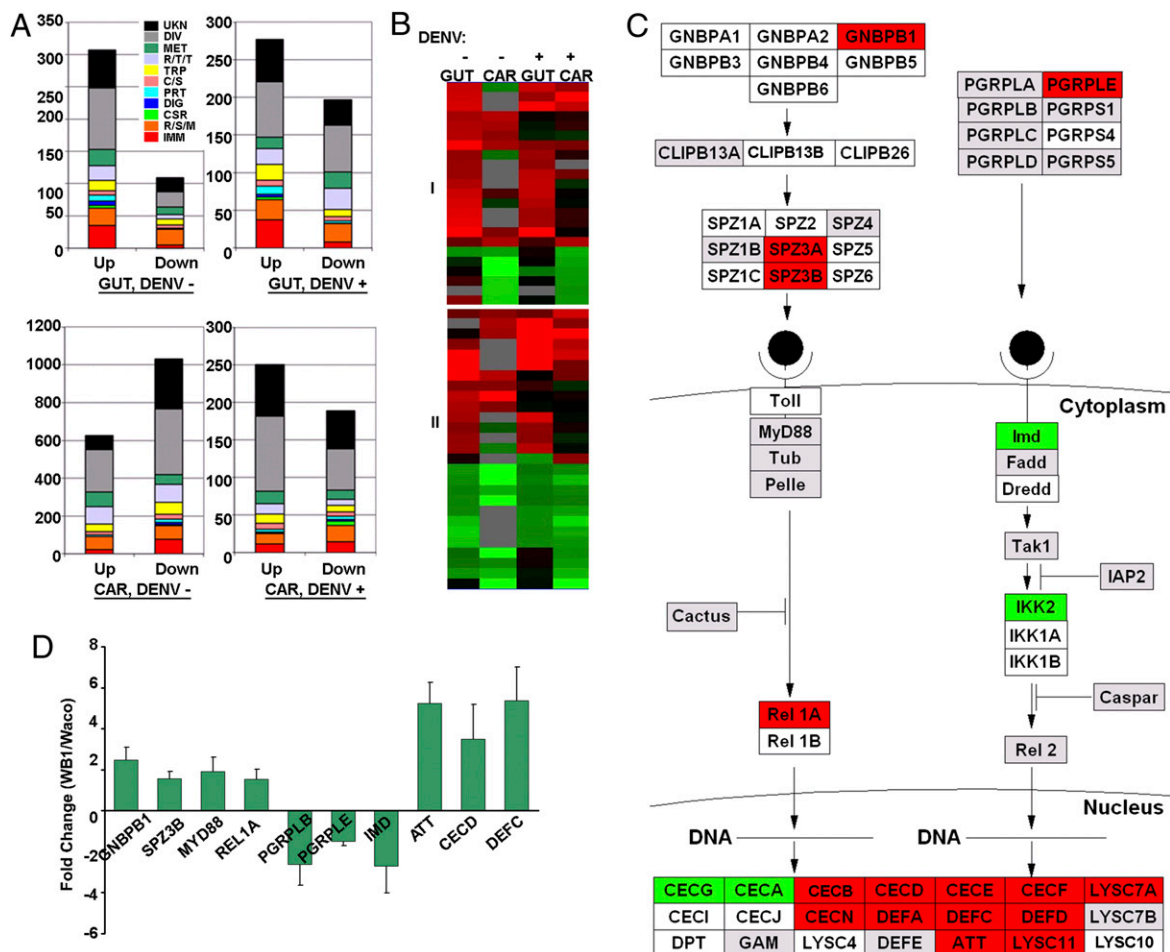 A
350
300
250
200
150
100
50
0
UKN
DIV
MET
R/T/T
TRP
C/S
PRT
DIG
CSR
R/S/M
IMM
Up Down
GUT, DENV -
300
250
200
150
100
50
0
Up Down
GUT, DENV +
1200
1000
800
600
400
200
0
Up Down
CAR, DENV -
300
250
200
150
100
50
0
Up Down
CAR, DENV +
B
DENV:
- - + +
GUT CAR GUT CAR
I
II
C
GNBPA1 GNBPA2 GNBPB1
GNBPB3 GNBPB4 GNBPB5
GNBPB6
CLIPB13A CLIPB13B CLIPB26
SPZ1A SPZ2 SPZ4
SPZ1B SPZ3A SPZ5
SPZ1C SPZ3B SPZ6
PGRPLA PGRPLE
PGRPLB PGRPS1
PGRPLC PGRPS4
PGRPLD PGRPS5
Cytoplasm
Toll
MyD88
Tub
Pelle
Cactus
Rel 1A
Rel 1B
Imd
Fadd
Dredd
Tak1
IAP2
IKK2
IKK1A
IKK1B
Caspar
Rel 2
Nucleus
DNA DNA
CECG CECA CECB CECD CECE CECF LYSC7A
CECI CECJ CECN DEFA DEFC DEFD LYSC7B
DPT GAM LYSC4 DEFE ATT LYSC11 LYSC10
D
Fold Change (WB1/Waco)
8
6
4
2
0
-2
-4
-6
GNBPB1
SPZ3B
MYD88
REL1A
PGRPLB
PGRPLE
IMD
ATT
CECD
DEFC